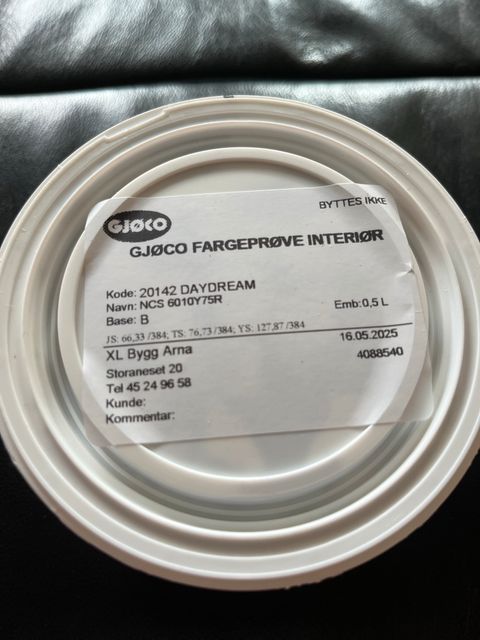 BYTTES IKKE
GJØCO
GJØCO FARGEPRØVE INTERIØR
Kode: 20142 DAYDREAM
Navn: NCS 6010Y75R
Base: B
Emb:0,5 L
JS: 66,33 /384; TS: 76,73 /384; YS: 127,87 /384
XL Bygg Arna
16.05.2025
Storaneset 20
4088540
Tel 45 24 96 58
Kunde:
Kommentar: